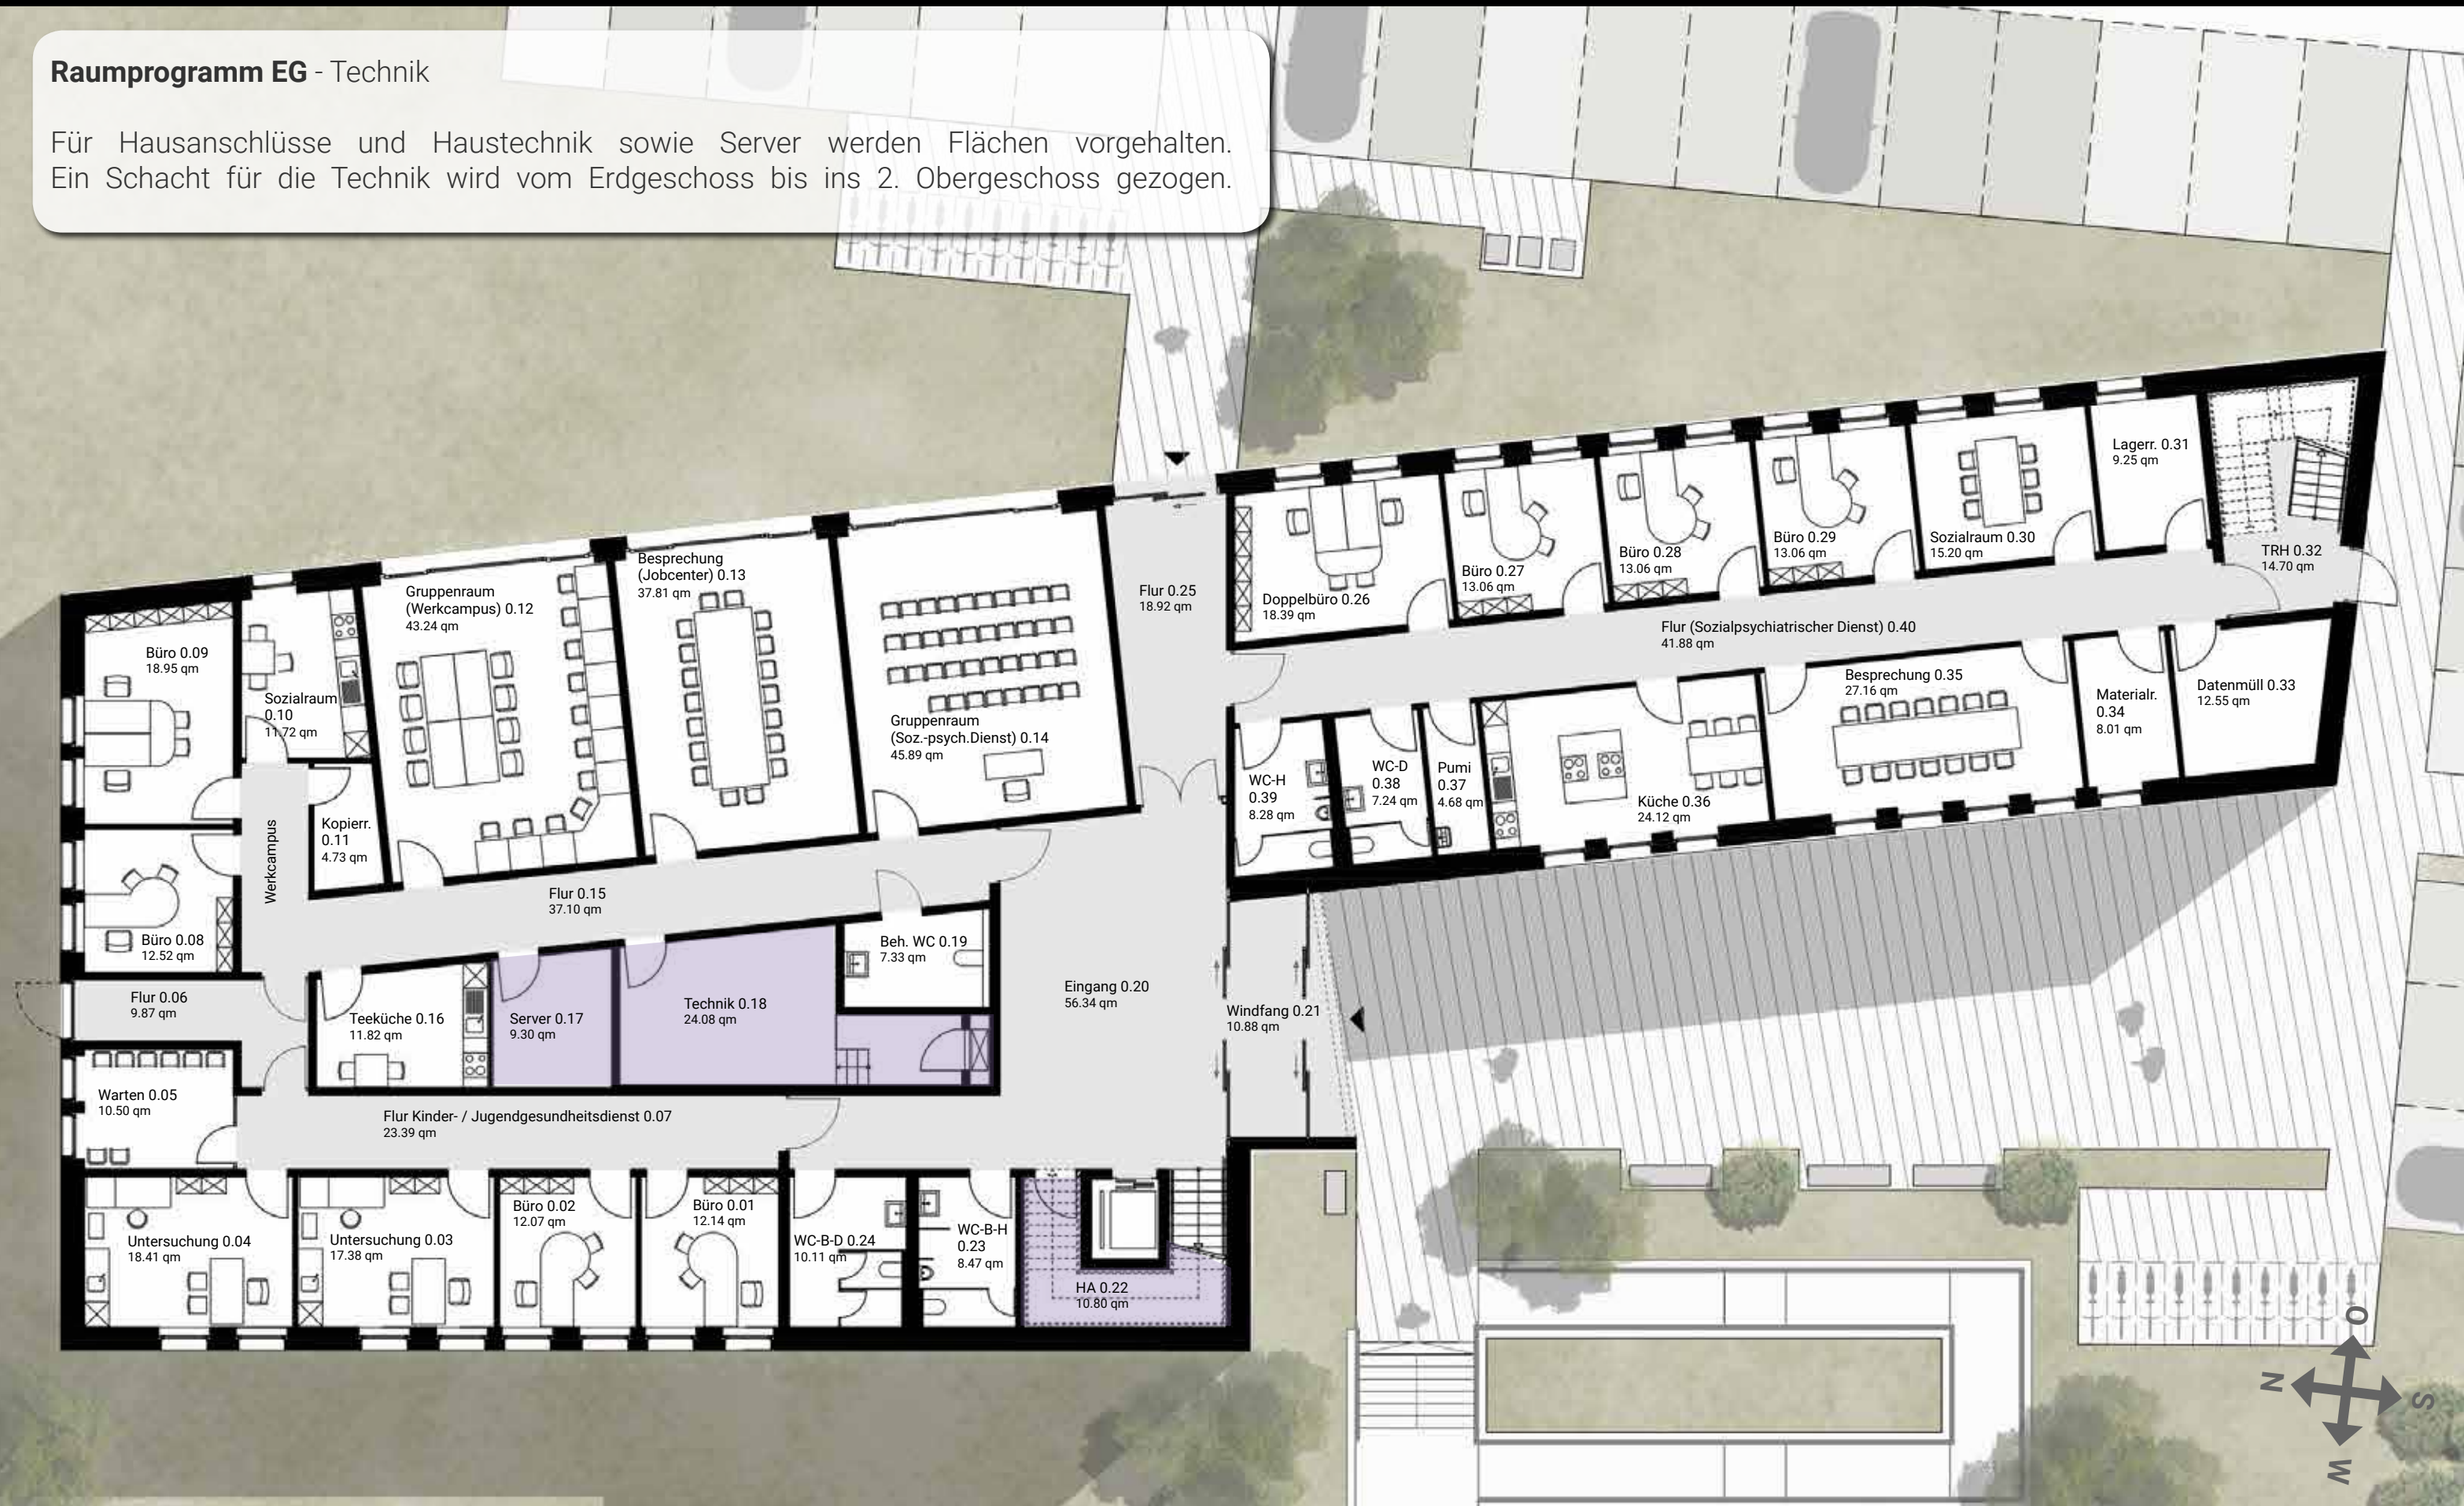 Raumprogramm EG - Technik
Für Hausanschlüsse und Haustechnik sowie Server werden Flächen vorgehalten.
Ein Schacht für die Technik wird vom Erdgeschoss bis ins 2. Obergeschoss gezogen.
Lagerr. 0.31
9.25 qm
Sozialraum 0.30
15.20 qm
Büro 0.29
13.06 qm
Büro 0.28
13.06 qm
Büro 0.27
13.06 qm
Doppelbüro 0.26
18.39 qm
TRH 0.32
14.70 qm
Flur 0.25
18.92 qm
Besprechung
(Jobcenter) 0.13
37.81 qm
Gruppenraum
(Werkcampus) 0.12
43.24 qm
Büro 0.09
18.95 qm
Sozialraum
0.10
11.72 qm
Gruppenraum
(Soz.-psych.Dienst) 0.14
45.89 qm
Flur (Sozialpsychiatrischer Dienst) 0.40
41.88 qm
Besprechung 0.35
27.16 qm
Materialr.
0.34
8.01 qm
Datenmüll 0.33
12.55 qm
WC-H
0.39
8.28 qm
WC-D
0.38
7.24 qm
Pumi
0.37
4.68 qm
Küche 0.36
24.12 qm
Werkcampus
Kopierr.
0.11
4.73 qm
Flur 0.15
37.10 qm
Büro 0.08
12.52 qm
Beh. WC 0.19
7.33 qm
Flur 0.06
9.87 qm
Teeküche 0.16
11.82 qm
Server 0.17
9.30 qm
Technik 0.18
24.08 qm
Eingang 0.20
56.34 qm
Windfang 0.21
10.88 qm
Warten 0.05
10.50 qm
Flur Kinder- / Jugendgesundheitsdienst 0.07
23.39 qm
Untersuchung 0.04
18.41 qm
Untersuchung 0.03
17.38 qm
Büro 0.02
12.07 qm
Büro 0.01
12.14 qm
WC-B-D 0.24
10.11 qm
WC-B-H
0.23
8.47 qm
HA 0.22
10.80 qm
O
N
S
W